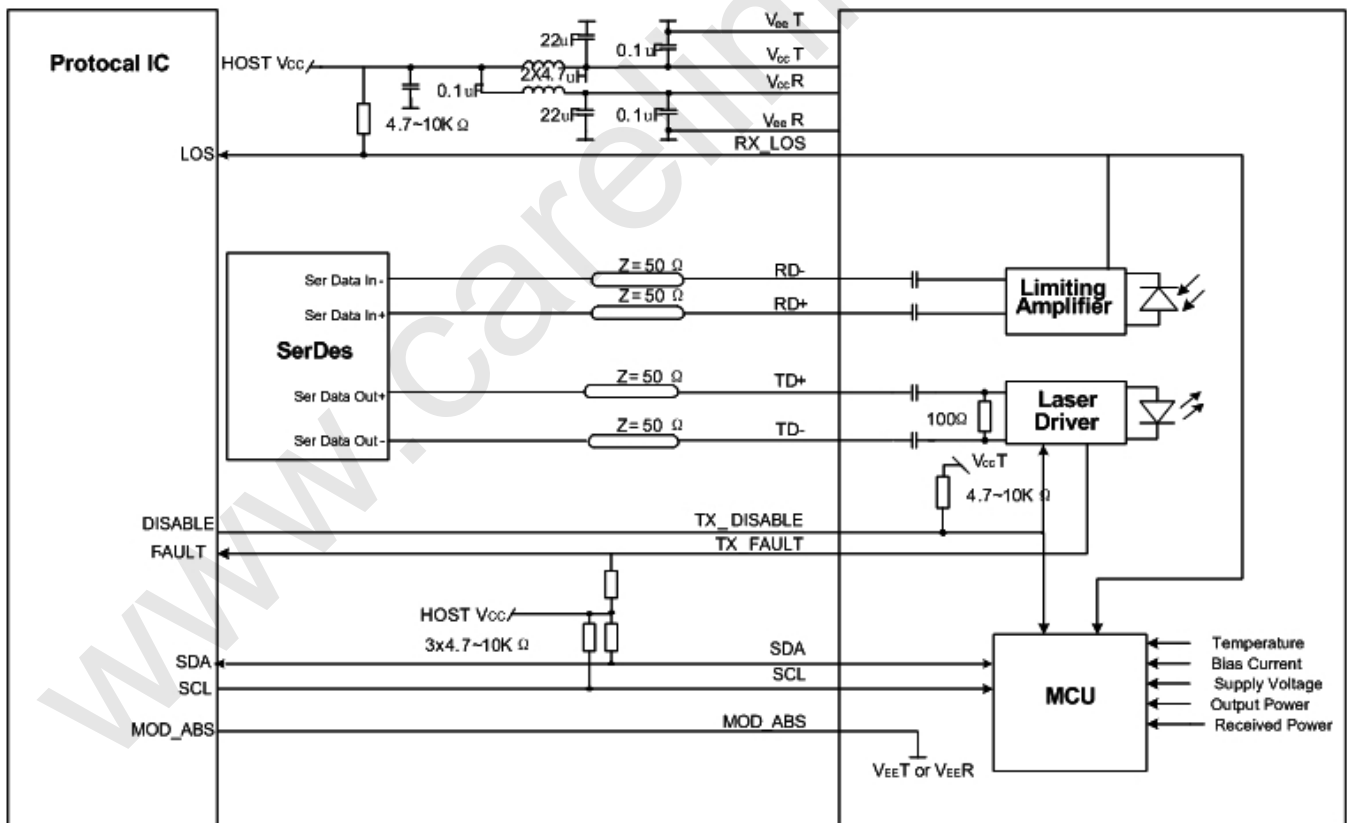 Protocal IC
HOST Vcc
22uF
0.1uF
2X4.7uH
0.1uF
22uF
0.1uF
4.7~10K Ω
VeeT
VccT
VccR
VeeR
LOS
RX_LOS
SerDes
Ser Data In-
Ser Data In+
Ser Data Out+
Ser Data Out-
Z=50 Ω
Z=50 Ω
Z=50 Ω
Z=50 Ω
RD-
RD+
TD+
TD-
Limiting
Amplifier
100Ω
Laser
Driver
VccT
4.7~10K Ω
DISABLE
TX_DISABLE
FAULT
TX_FAULT
HOST Vcc
3x4.7~10K Ω
SDA
SDA
SCL
SCL
MOD_ABS
MOD_ABS
VEET or VEER
MCU
Temperature
Bias Current
Supply Voltage
Output Power
Received Power